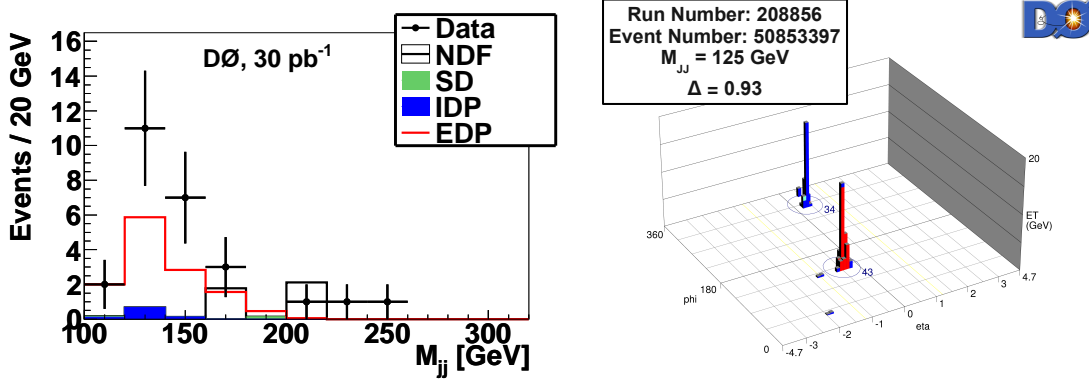 Events / 20 GeV
16
14
12
10
8
6
4
2
0
DØ, 30 pb-1
Data
NDF
SD
IDP
EDP
100 150 200 250 300
Mjj [GeV]
Run Number: 208856
Event Number: 50853397
MJJ = 125 GeV
Δ = 0.93
DØ
20
ET
(GeV)
34
43
360
180
0
phi
-4.7 -3 -2 -1 0 1 2 3 4.7
eta